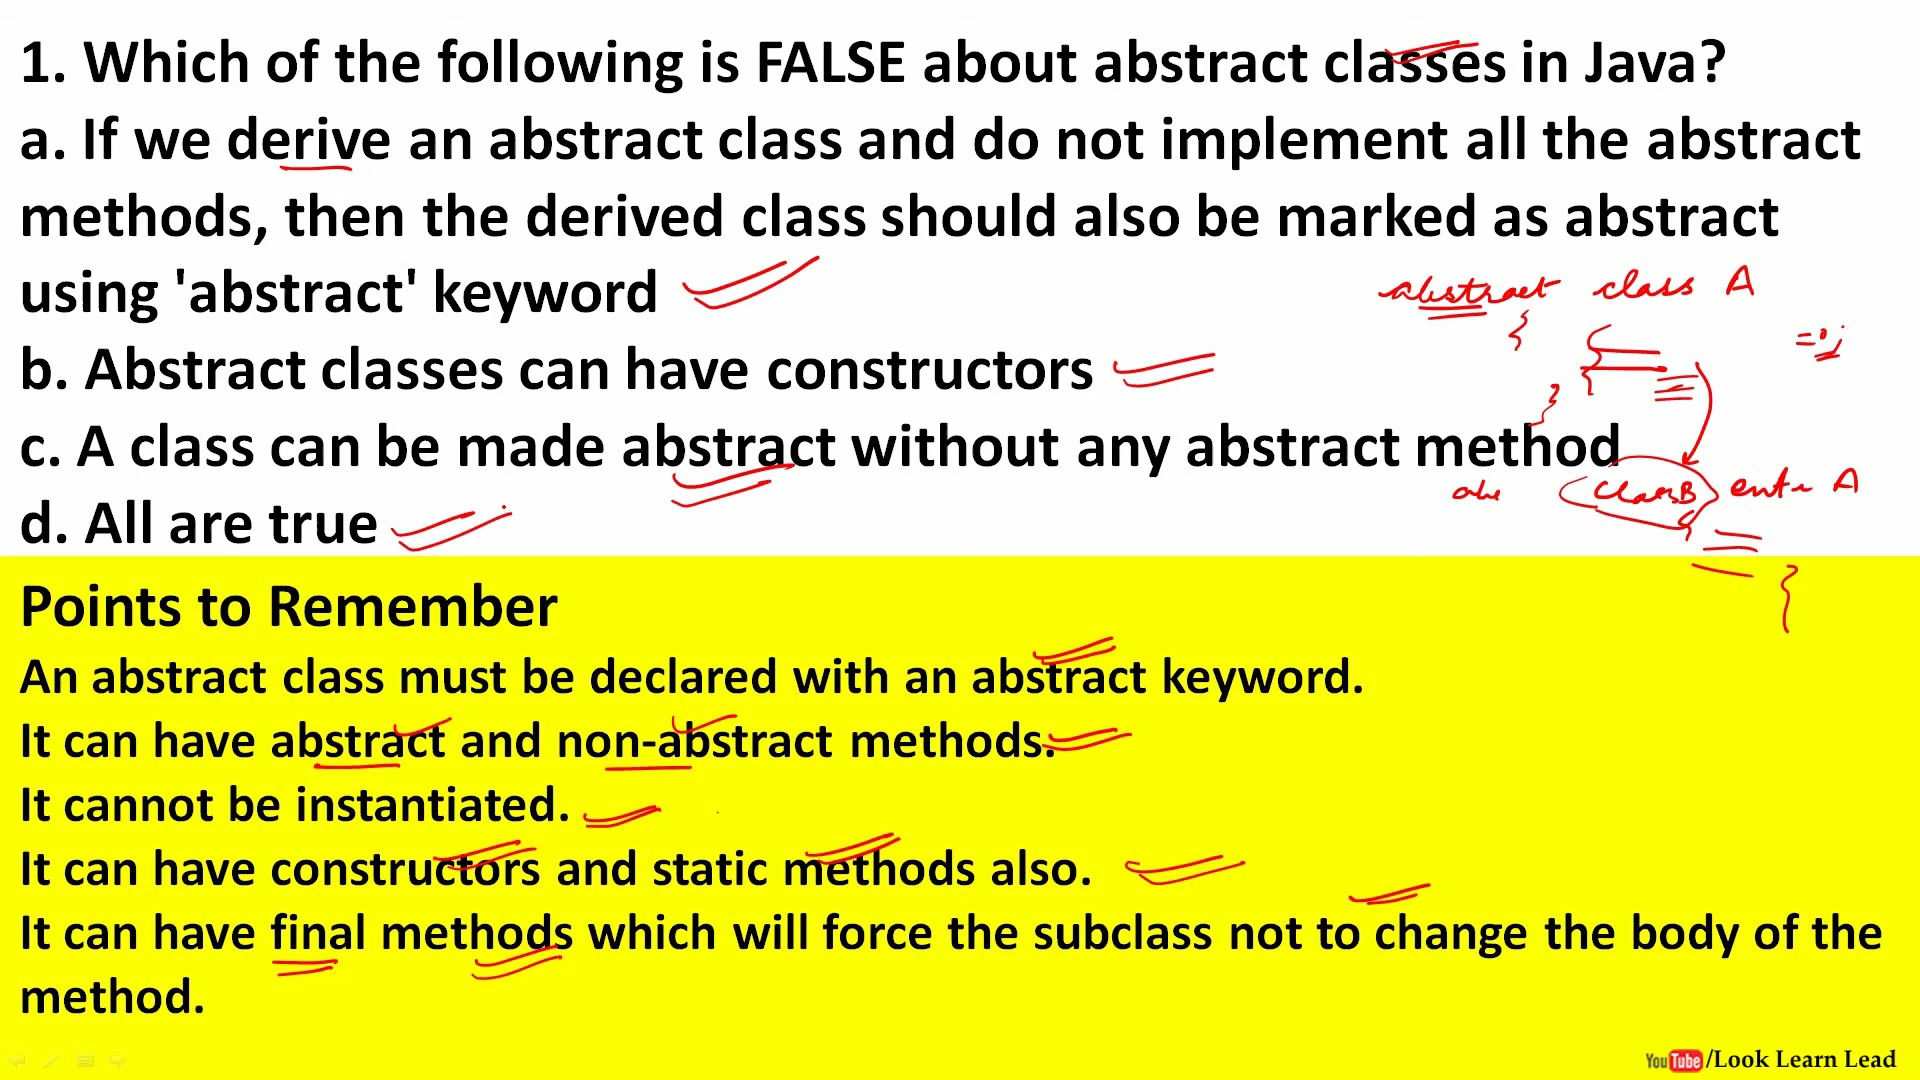 1. Which of the following is FALSE about abstract classes in Java?
a. If we derive an abstract class and do not implement all the abstract
methods, then the derived class should also be marked as abstract
using 'abstract' keyword
abstract class A
{
b. Abstract classes can have constructors
}
c. A class can be made abstract without any abstract method
class B A
d. All are true
Points to Remember
An abstract class must be declared with an abstract keyword.
It can have abstract and non-abstract methods.
It cannot be instantiated.
It can have constructors and static methods also.
It can have final methods which will force the subclass not to change the body of the
method.
YouTube/Look Learn Lead